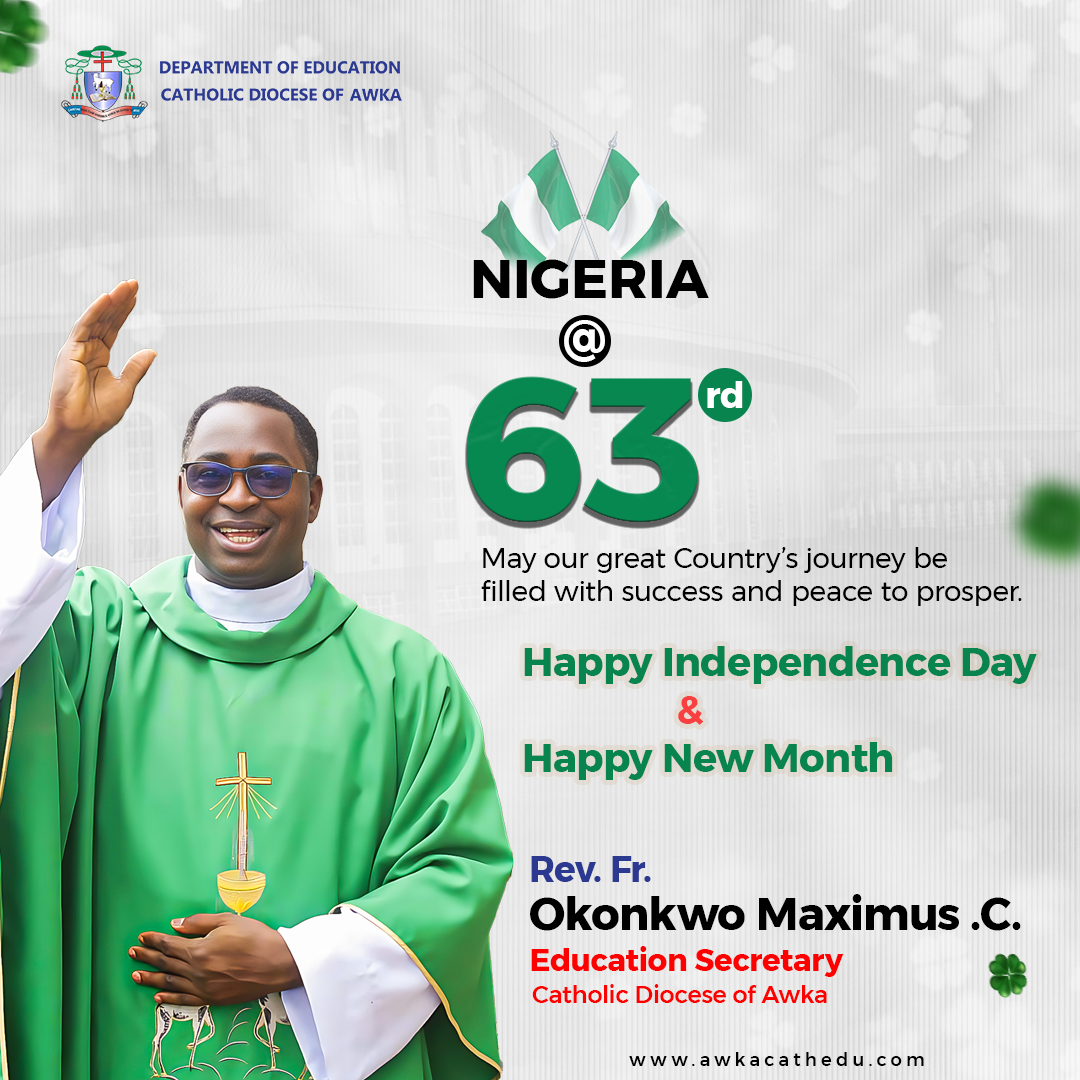 DEPARTMENT OF EDUCATION
CATHOLIC DIOCESE OF AWKA
NIGERIA
@
63rd
May our great Country's journey be
filled with success and peace to prosper.
Happy Independence Day
&
Happy New Month
Rev. Fr.
Okonkwo Maximus .C.
Education Secretary
Catholic Diocese of Awka
www.awkacathedu.com